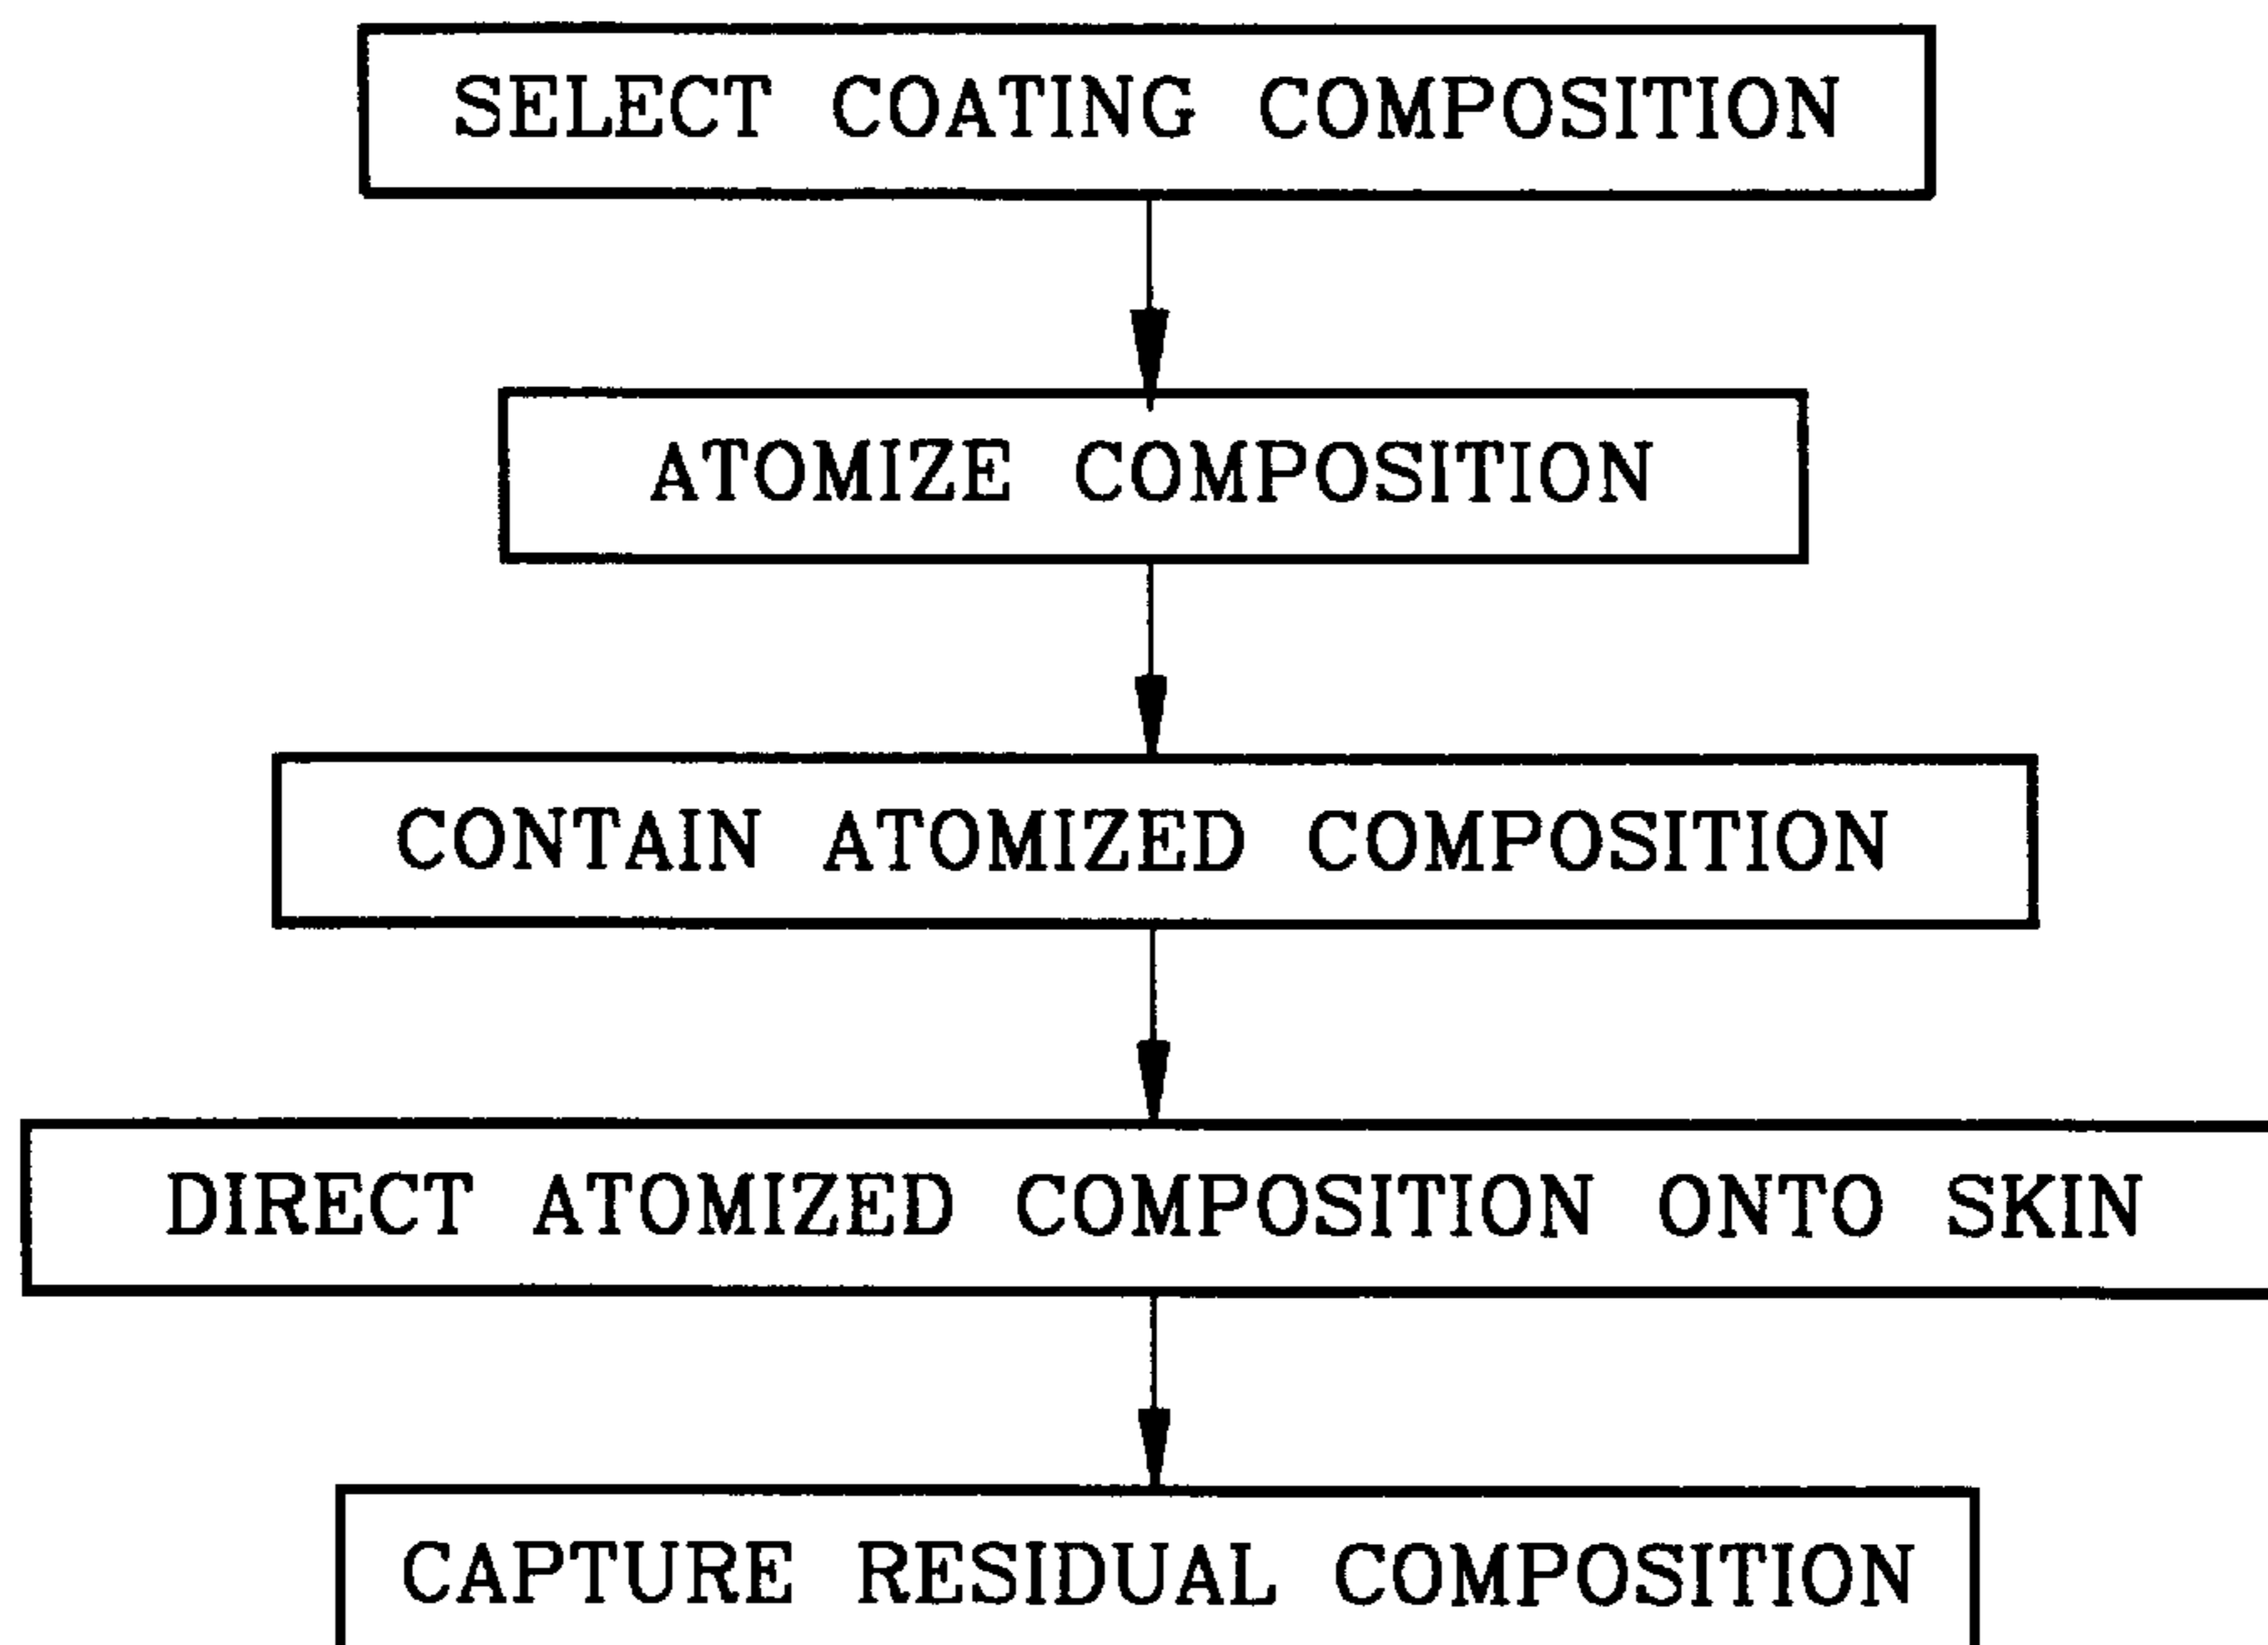 SELECT COATING COMPOSITION
ATOMIZE COMPOSITION
CONTAIN ATOMIZED COMPOSITION
DIRECT ATOMIZED COMPOSITION ONTO SKIN
CAPTURE RESIDUAL COMPOSITION